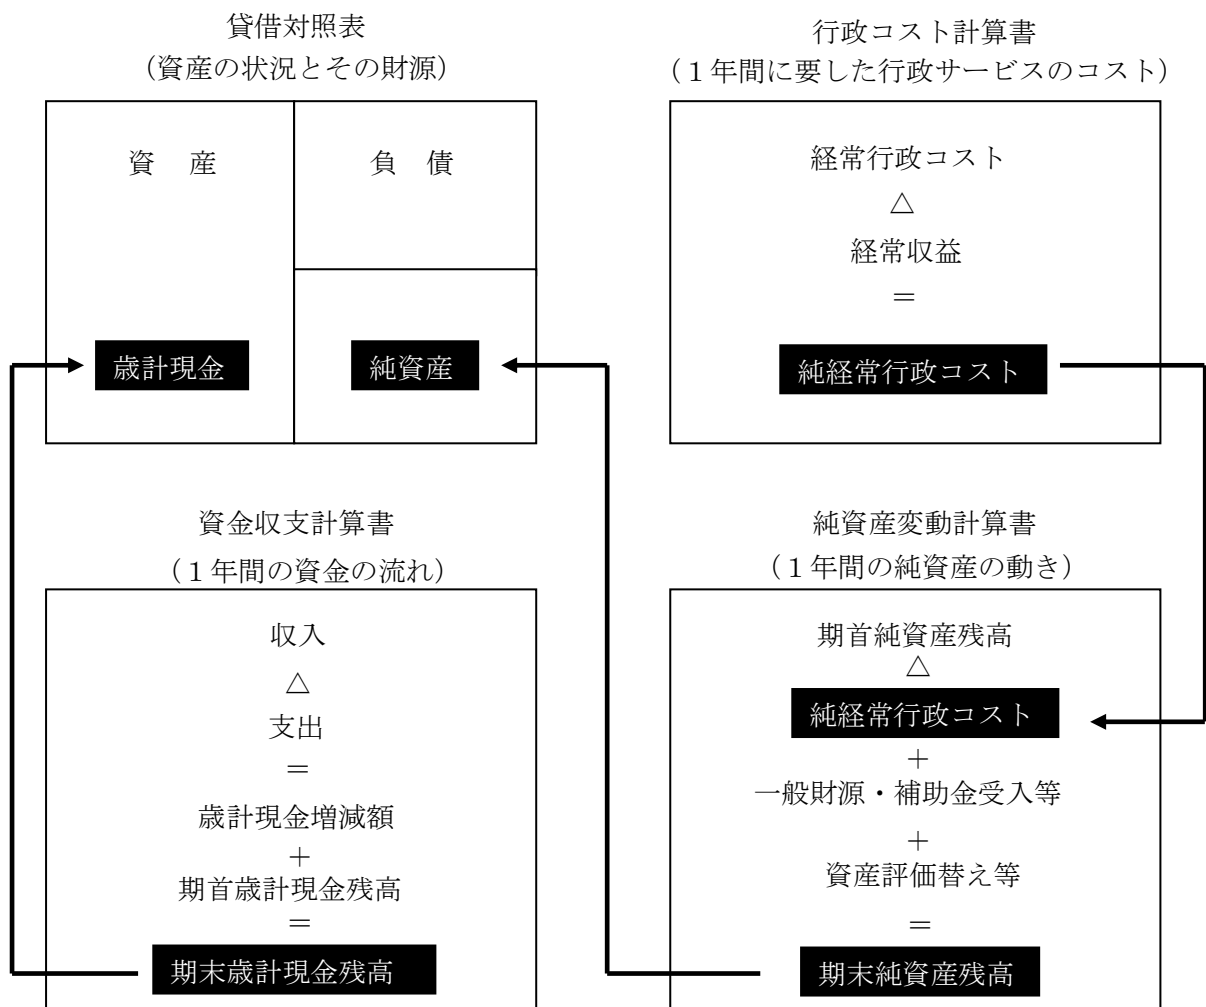 貸借対照表
（資産の状況とその財源）
資　産
負　債
歳計現金
純資産
行政コスト計算書
（１年間に要した行政サービスのコスト）
経常行政コスト
△
経常収益
＝
純経常行政コスト
資金収支計算書
（１年間の資金の流れ）
収入
△
支出
＝
歳計現金増減額
＋
期首歳計現金残高
＝
期末歳計現金残高
純資産変動計算書
（１年間の純資産の動き）
期首純資産残高
△
純経常行政コスト
＋
一般財源・補助金受入等
＋
資産評価替え等
＝
期末純資産残高